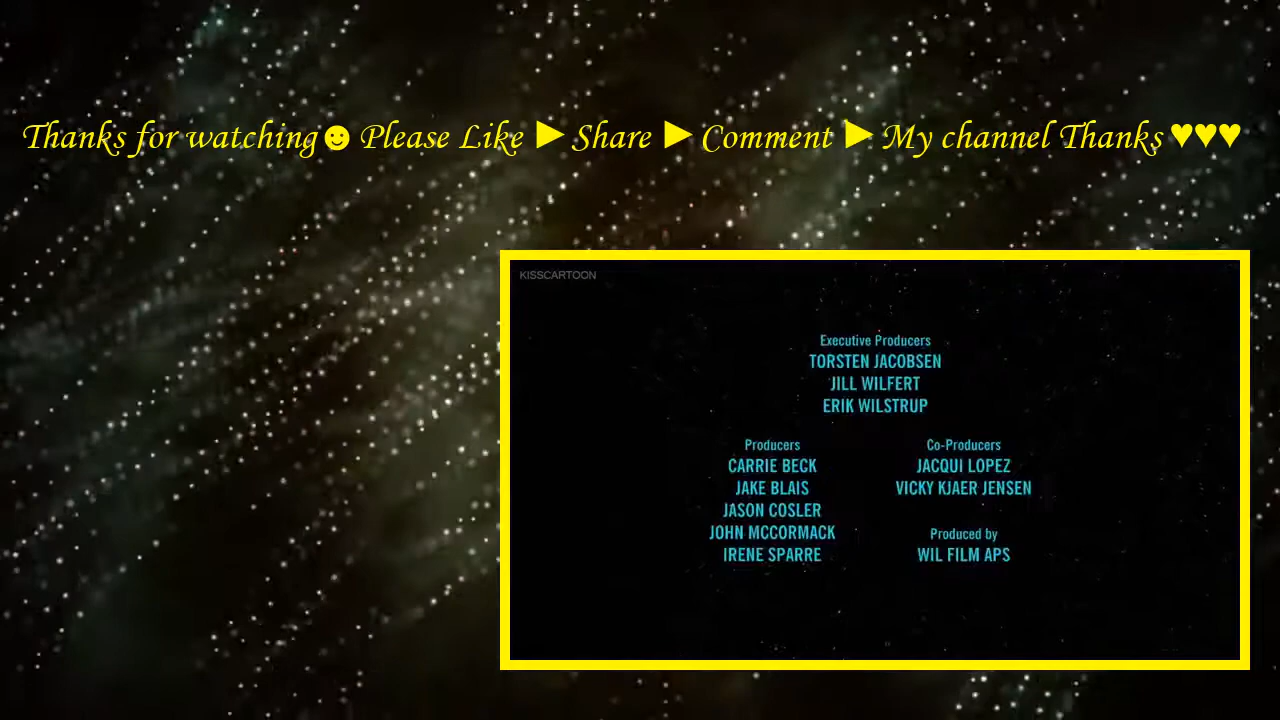 Thanks for watching☻Please Like ►Share ►Comment ►My channel Thanks♥♥♥
KISSCARTOON
Executive Producers
TORSTEN JACOBSEN
JILL WILFERT
ERIK WILSTRUP
Producers
CARRIE BECK
JAKE BLAIS
JASON COSLER
JOHN MCCORMACK
IRENE SPARRE
Co-Producers
JACQUI LOPEZ
VICKY KJAER JENSEN
Produced by
WIL FILM APS